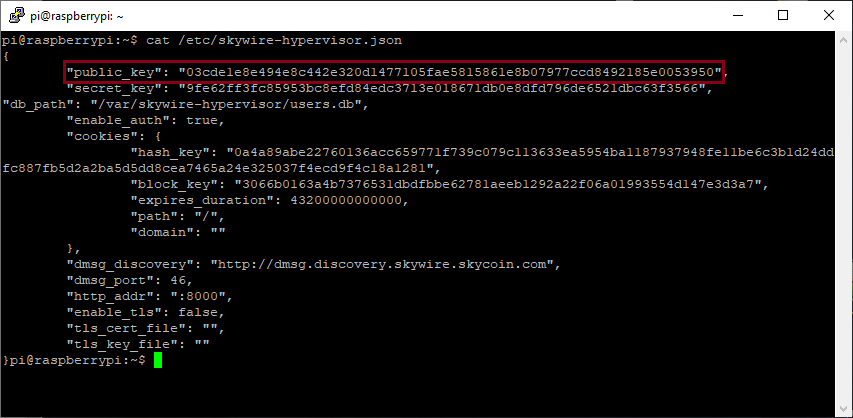 pi@raspberrypi: ~
pi@raspberrypi:~$ cat /etc/skywire-hypervisor.json
{
"public_key": "03cde1e8e494e8c442e320d1477105fae5815861e8b07977ccd8492185e0053950",
"secret_key": "9fe62ff3fc85953bc8efd84edc3713e018671db0e8dfd796de6521dbc63f3566",
"db_path": "/var/skywire-hypervisor/users.db",
"enable_auth": true,
"cookies": {
"hash_key": "0a4a89abe22760136acc659771f739c079c113633ea5954ba1187937948fe11be6c3b1d24dd
fc887fb5d2a2ba5d5dd8cea7465a24e325037f4ecd9f4c18a1281",
"block_key": "3066b0163a4b7376531dbdfbbe62781aeeb1292a22f06a01993554d147e3d3a7",
"expires_duration": 43200000000000,
"path": "/",
"domain": ""
},
"dmsg_discovery": "http://dmsg.discovery.skywire.skycoin.com",
"dmsg_port": 46,
"http_addr": ":8000",
"enable_tls": false,
"tls_cert_file": "",
"tls_key_file": ""
}pi@raspberrypi:~$